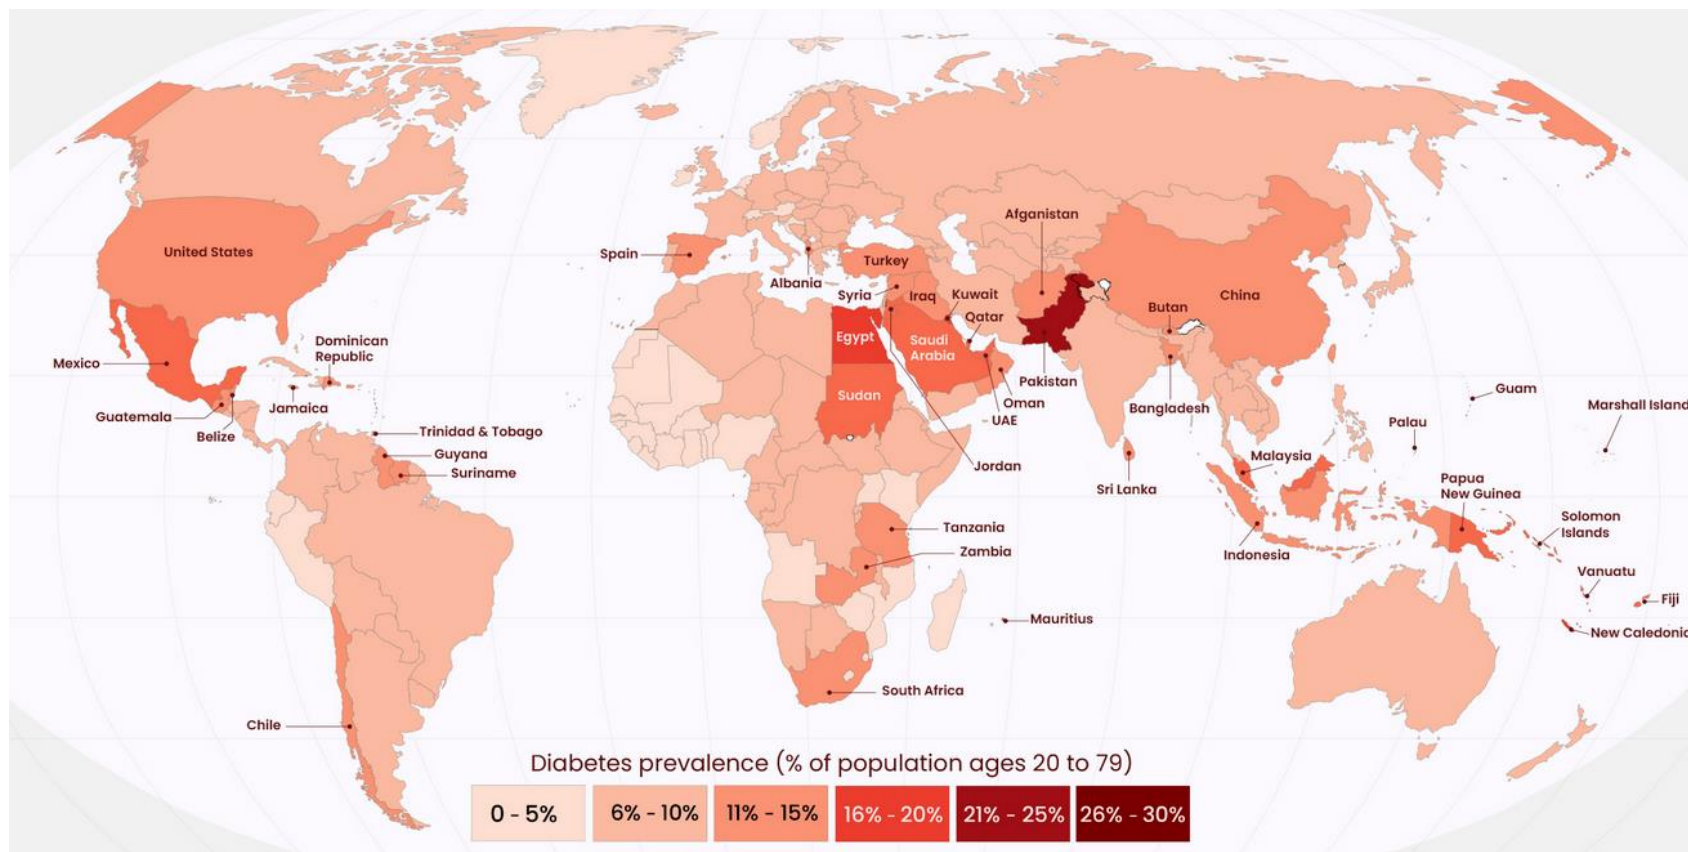 United States
Mexico
Guatemala
Belize
Jamaica
Dominican
Republic
Trinidad & Tobago
Guyana
Suriname
Chile
Spain
Albania
Turkey
Syria
Iraq
Kuwait
Qatar
Egypt
Saudi
Arabia
Sudan
Jordan
UAE
Oman
Afganistan
Pakistan
China
Butan
Bangladesh
Sri Lanka
Malaysia
Indonesia
Tanzania
Zambia
Mauritius
South Africa
Guam
Marshall Island
Palau
Papua
New Guinea
Solomon
Islands
Vanuatu
Fiji
New Caledonia
Diabetes prevalence (% of population ages 20 to 79)
0 - 5%
6% - 10%
11% - 15%
16% - 20%
21% - 25%
26% - 30%